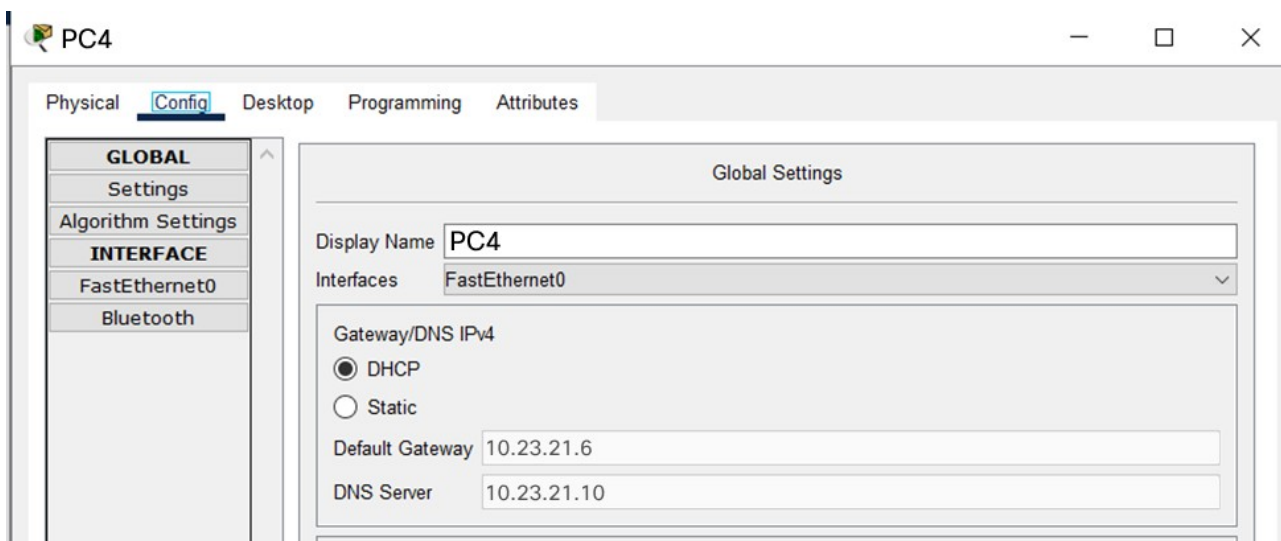 PC4
Physical Config Desktop Programming Attributes
GLOBAL
Settings
Algorithm Settings
INTERFACE
FastEthernet0
Bluetooth
Global Settings
Display Name PC4
Interfaces FastEthernet0
Gateway/DNS IPv4
DHCP
Static
Default Gateway 10.23.21.6
DNS Server 10.23.21.10